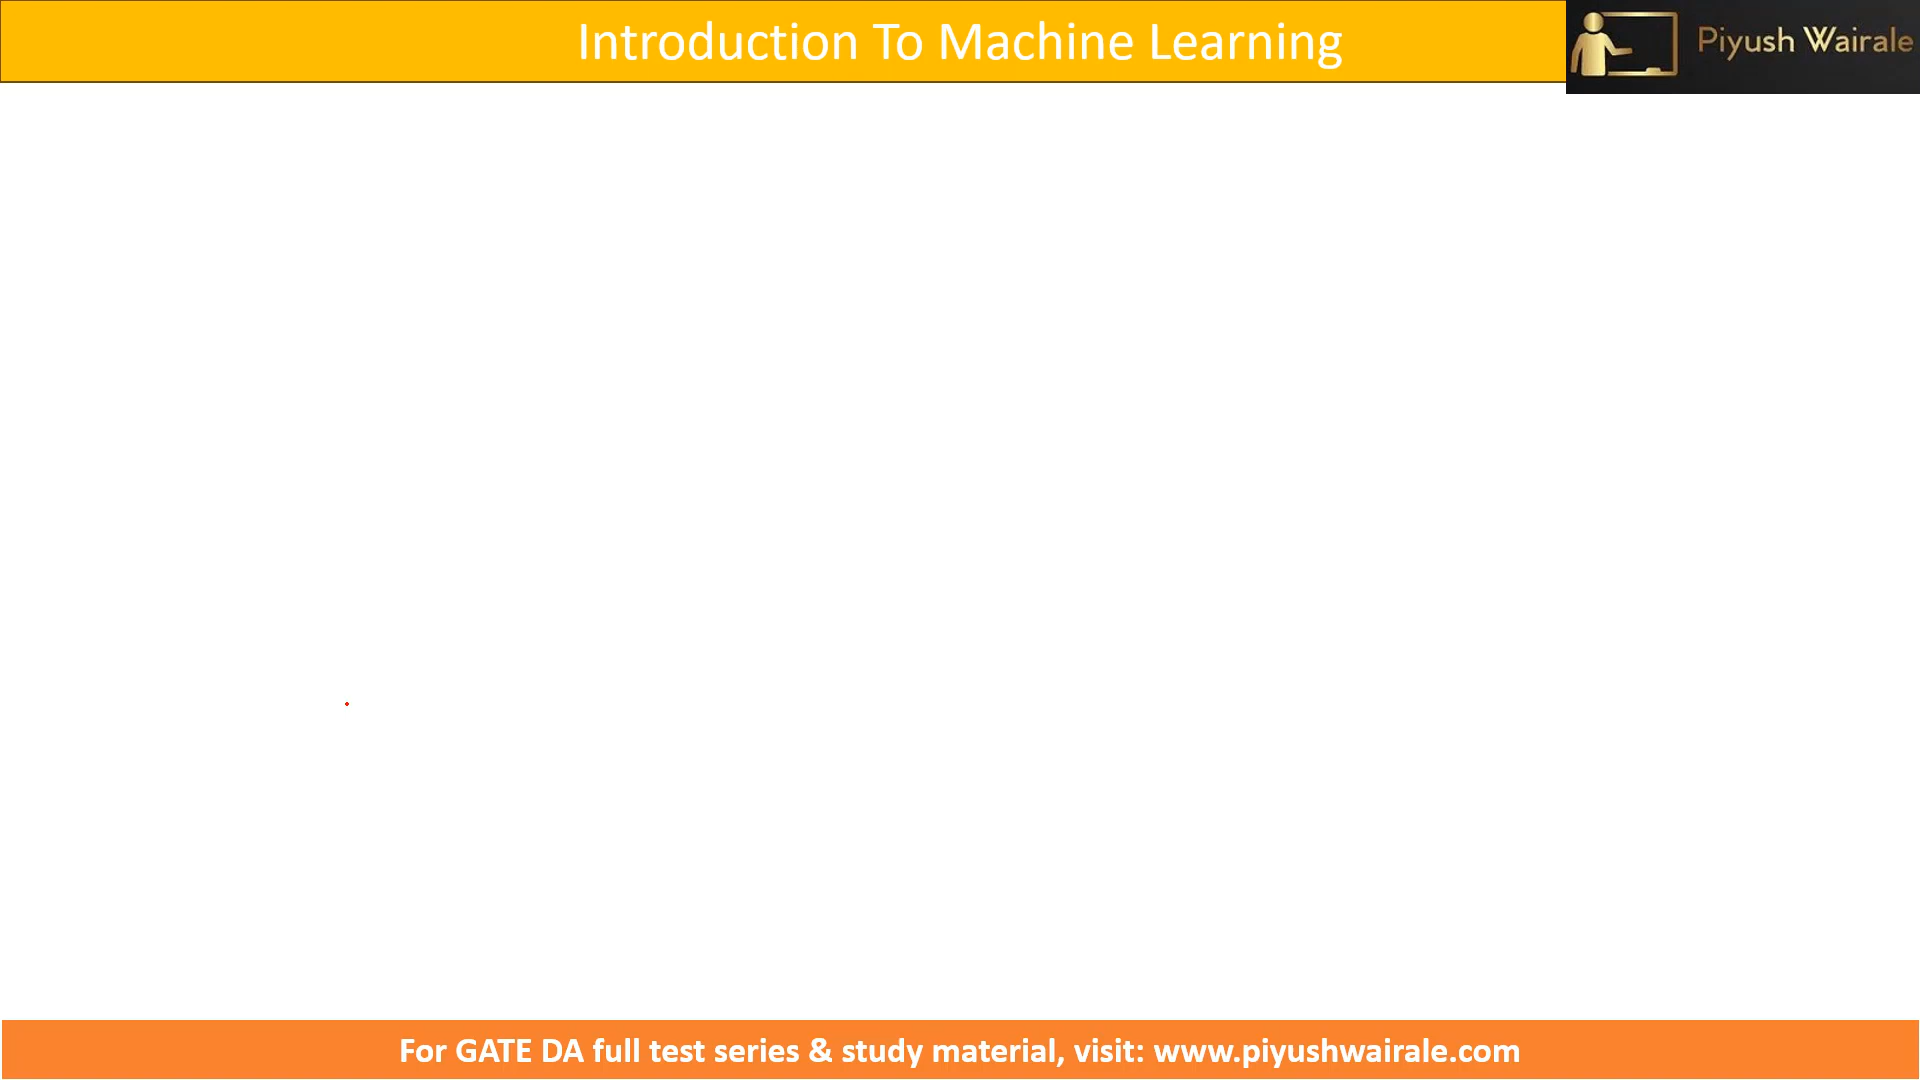 Introduction To Machine Learning
Piyush Wairale
For GATE DA full test series & study material, visit: www.piyushwairale.com